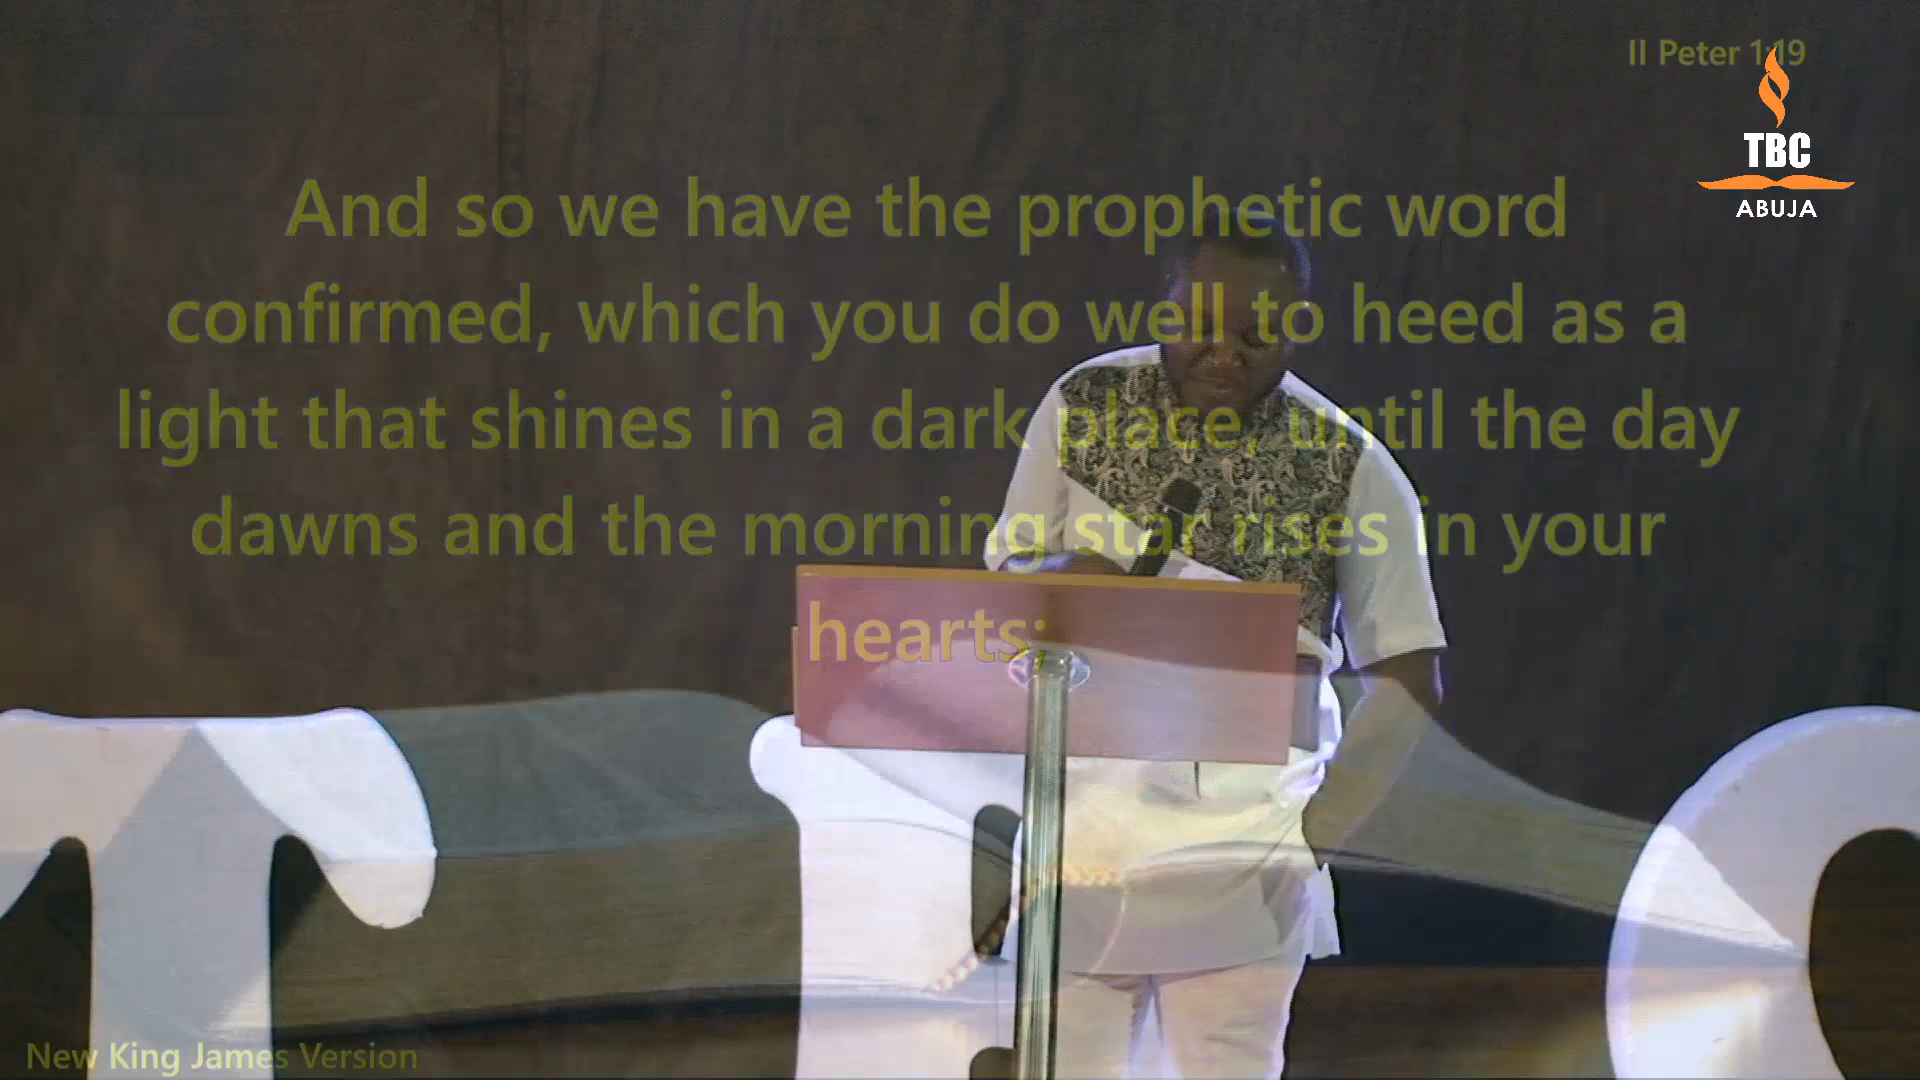 II Peter 1:19
TBC
ABUJA
And so we have the prophetic word
confirmed, which you do well to heed as a
light that shines in a dark place, until the day
dawns and the morning star rises in your
hearts;
New King James Version